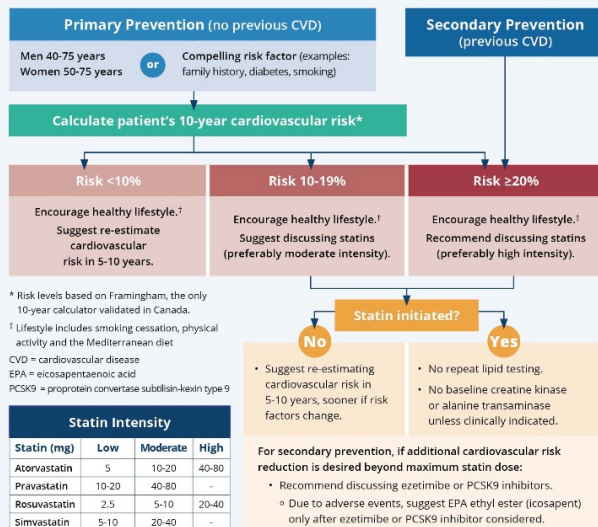 Primary Prevention (no previous CVD)
Men 40-75 years
Women 50-75 years
or
Compelling risk factor (examples:
family history, diabetes, smoking)
Secondary Prevention
(previous CVD)
Calculate patient's 10-year cardiovascular risk*
Risk <10%
Encourage healthy lifestyle.†
Suggest re-estimate
cardiovascular
risk in 5-10 years.
Risk 10-19%
Encourage healthy lifestyle.†
Suggest discussing statins
(preferably moderate intensity).
Risk ≥20%
Encourage healthy lifestyle.†
Recommend discussing statins
(preferably high intensity).
* Risk levels based on Framingham, the only
10-year calculator validated in Canada.
† Lifestyle includes smoking cessation, physical
activity and the Mediterranean diet
CVD = cardiovascular disease
EPA = eicosapentaenoic acid
PCSK9 = proprotein convertase subtilisin-kexin type 9
Statin initiated?
No
• Suggest re-estimating
cardiovascular risk in
5-10 years, sooner if risk
factors change.
Yes
• No repeat lipid testing.
• No baseline creatine kinase
or alanine transaminase
unless clinically indicated.
For secondary prevention, if additional cardiovascular risk
reduction is desired beyond maximum statin dose:
• Recommend discussing ezetimibe or PCSK9 inhibitors.
○ Due to adverse events, suggest EPA ethyl ester (icosapent)
only after ezetimibe or PCSK9 inhibitor considered.
Statin Intensity
Statin (mg) Low Moderate High
Atorvastatin 5 10-20 40-80
Pravastatin 10-20 40-80 -
Rosuvastatin 2.5 5-10 20-40
Simvastatin 5-10 20-40 -